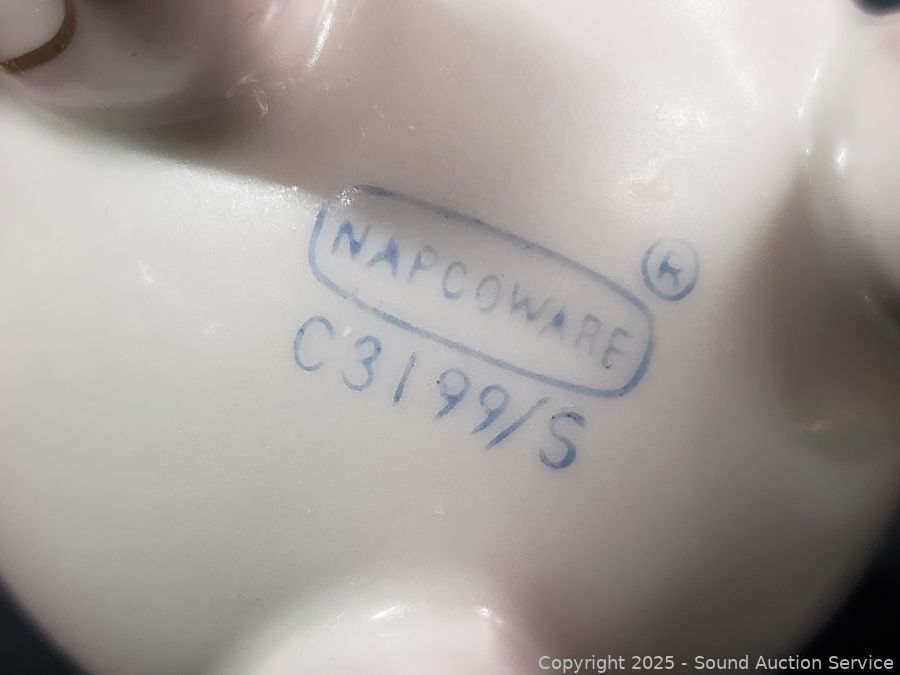 NAPCOWARE
®
C3199/S
Copyright 2025 - Sound Auction Service